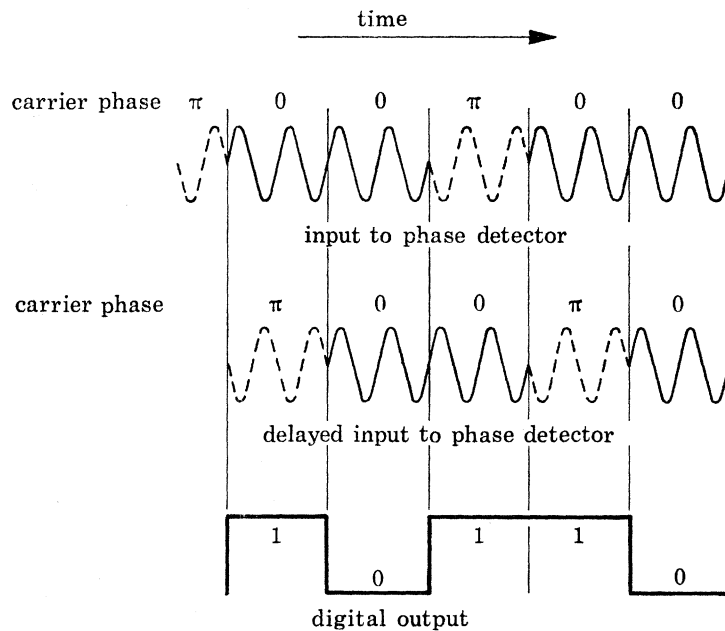 time
carrier phase π 0 0 π 0 0
input to phase detector
carrier phase π 0 0 π 0
delayed input to phase detector
1 0 1 1 0
digital output